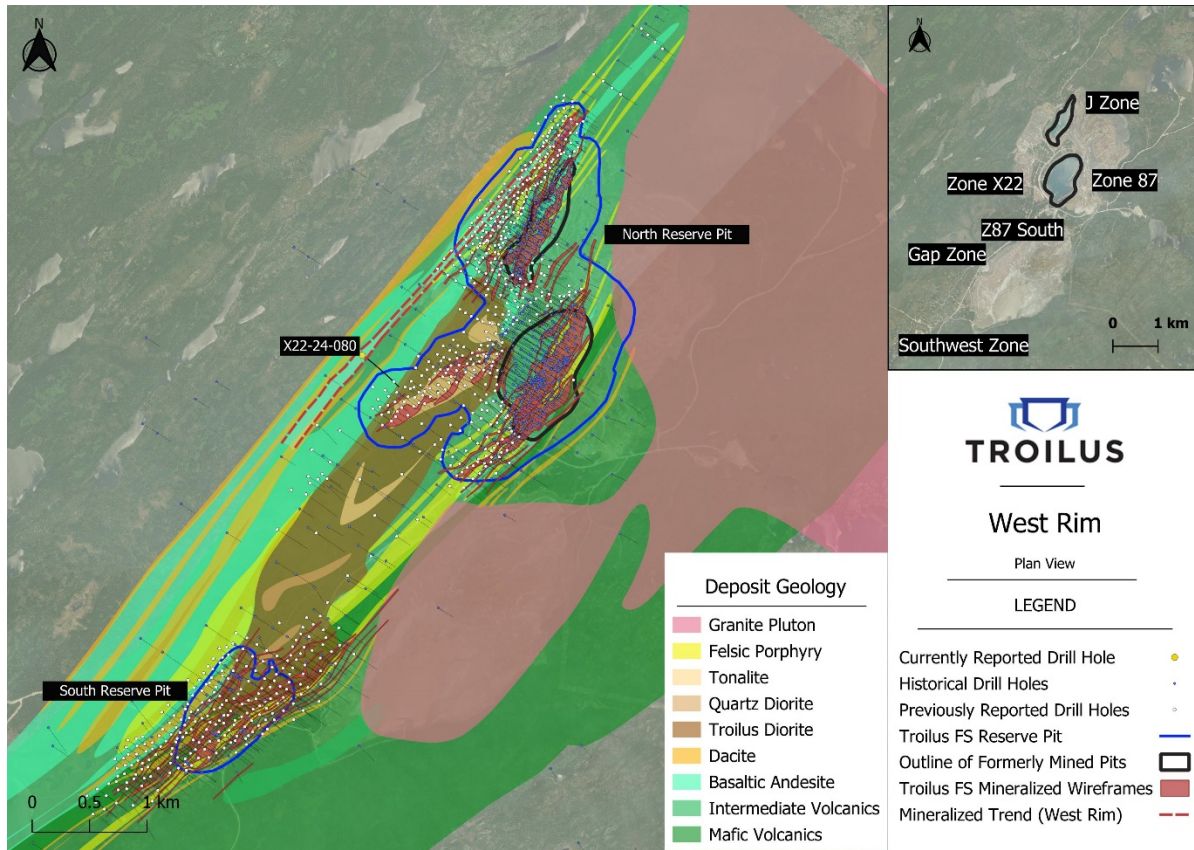 N
North Reserve Pit
X22-24-080
South Reserve Pit
0 0.5 1 km
Deposit Geology
Granite Pluton
Felsic Porphyry
Tonalite
Quartz Diorite
Troilus Diorite
Dacite
Basaltic Andesite
Intermediate Volcanics
Mafic Volcanics
N
J Zone
Zone X22
Zone 87
Z87 South
Gap Zone
0 1 km
Southwest Zone
TROILUS
West Rim
Plan View
LEGEND
Currently Reported Drill Hole
Historical Drill Holes
Previously Reported Drill Holes
Troilus FS Reserve Pit
Outline of Formerly Mined Pits
Troilus FS Mineralized Wireframes
Mineralized Trend (West Rim)